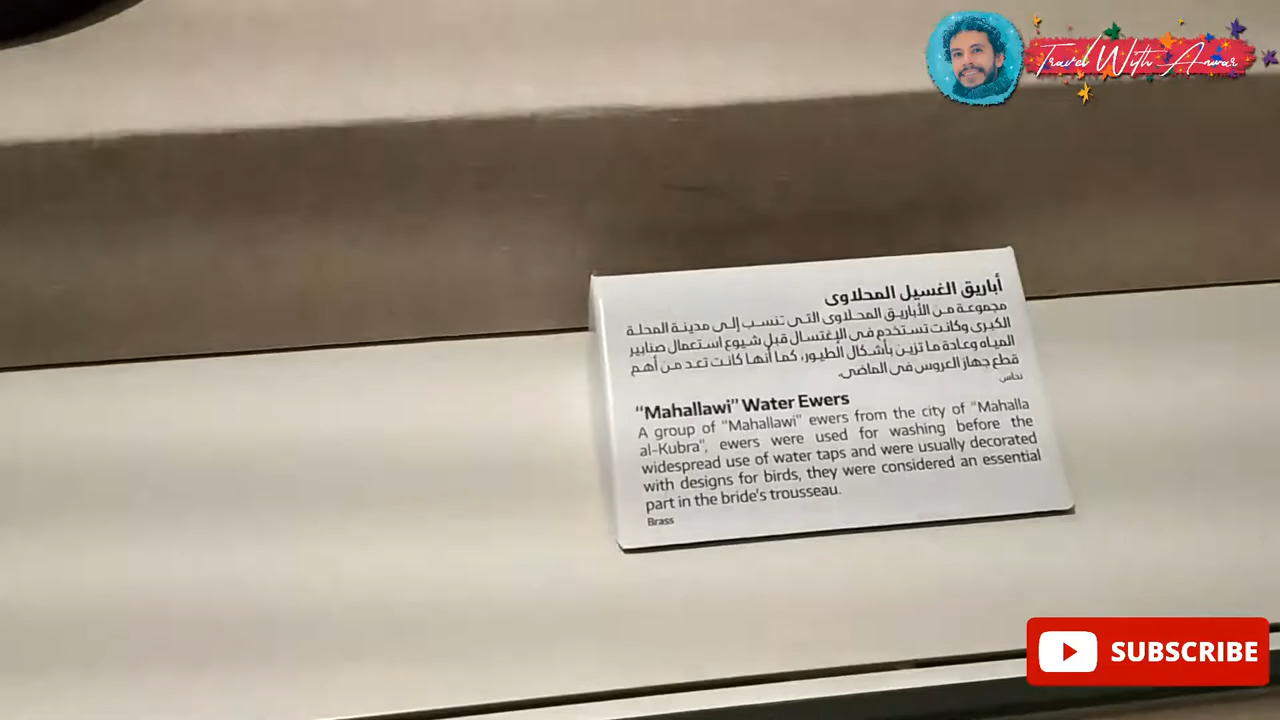 Travel With Anwar
أباريق الغسيل المحلاوى
مجموعة من الأباريق المحلاوى التى تنسب إلى مدينة المحلة
الكبرى وكانت تستخدم فى الإغتسال قبل شيوع استعمال صنابير
المياه وعادة ما تزين بأشكال الطيور، كما أنها كانت تعد من أهم
قطع جهاز العروس فى الماضى.
نحاس
“Mahallawi” Water Ewers
A group of “Mahallawi” ewers from the city of “Mahalla
al-Kubra”, ewers were used for washing before the
widespread use of water taps and were usually decorated
with designs for birds, they were considered an essential
part in the bride's trousseau.
Brass
SUBSCRIBE